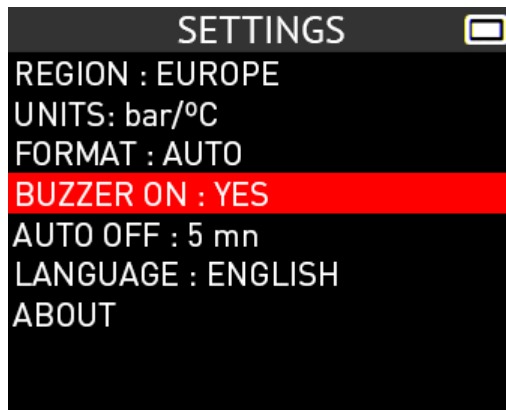 SETTINGS
REGION : EUROPE
UNITS: bar/ºC
FORMAT : AUTO
BUZZER ON : YES
AUTO OFF : 5 mn
LANGUAGE : ENGLISH
ABOUT